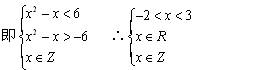 即 { x² − x < 6
x² − x > −6
x ∈ Z
∴ { −2 < x < 3
x ∈ R
x ∈ Z